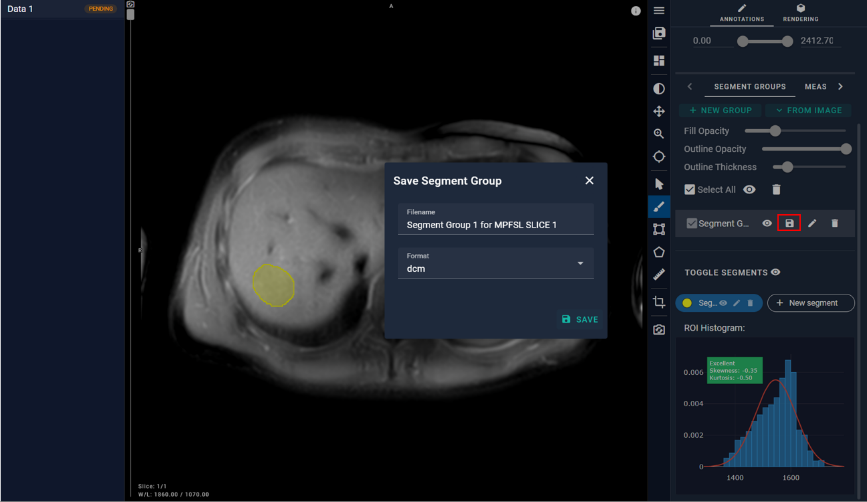 Data 1
PENDING
A
Slice: 1/1
W/L: 1860.00 / 1070.00
Save Segment Group
Filename
Segment Group 1 for MPFSL SLICE 1
Format
dcm
SAVE
ANNOTATIONS
RENDERING
0.00
2412.70
SEGMENT GROUPS
MEAS
+ NEW GROUP
FROM IMAGE
Fill Opacity
Outline Opacity
Outline Thickness
Select All
Segment G...
TOGGLE SEGMENTS
Seg...
+ New segment
ROI Histogram:
Excellent
Skewness: -0.35
Kurtosis: -0.50
0.006
0.004
0.002
0
1400
1600